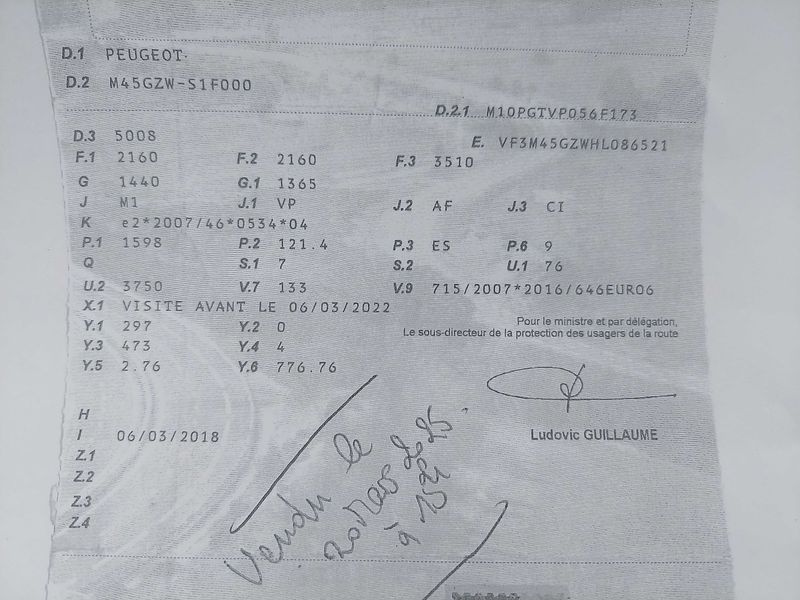 D.1 PEUGEOT
D.2 M45GZW-S1F000
D.2.1 M10PGTVP056F173
D.3 5008
E. VF3M45GZWHL086521
F.1 2160 F.2 2160 F.3 3510
G 1440 G.1 1365
J M1 J.1 VP J.2 AF J.3 CI
K e2*2007/46*0534*04
P.1 1598 P.2 121.4 P.3 ES P.6 9
Q S.1 7 S.2 U.1 76
U.2 3750 V.7 133 V.9 715/2007*2016/646EURO6
X.1 VISITE AVANT LE 06/03/2022
Y.1 297 Y.2 0
Pour le ministre et par délégation,
Le sous-directeur de la protection des usagers de la route
Y.3 473 Y.4 4
Y.5 2.76 Y.6 776.76
H
I 06/03/2018
Ludovic GUILLAUME
Z.1
Z.2
Z.3
Z.4
Vendu le
20 Mars
à